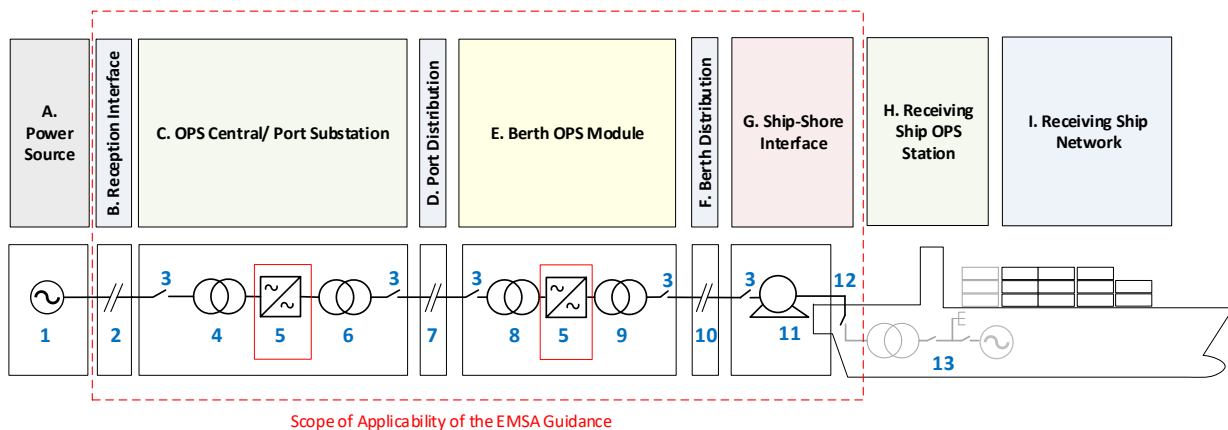 A.
Power
Source
B. Reception Interface
C. OPS Central/ Port Substation
D. Port Distribution
E. Berth OPS Module
F. Berth Distribution
G. Ship-Shore
Interface
H. Receiving
Ship OPS
Station
I. Receiving Ship
Network
1
2
3
4
5
6
3
7
3
8
5
9
3
10
3
11
12
13
Scope of Applicability of the EMSA Guidance